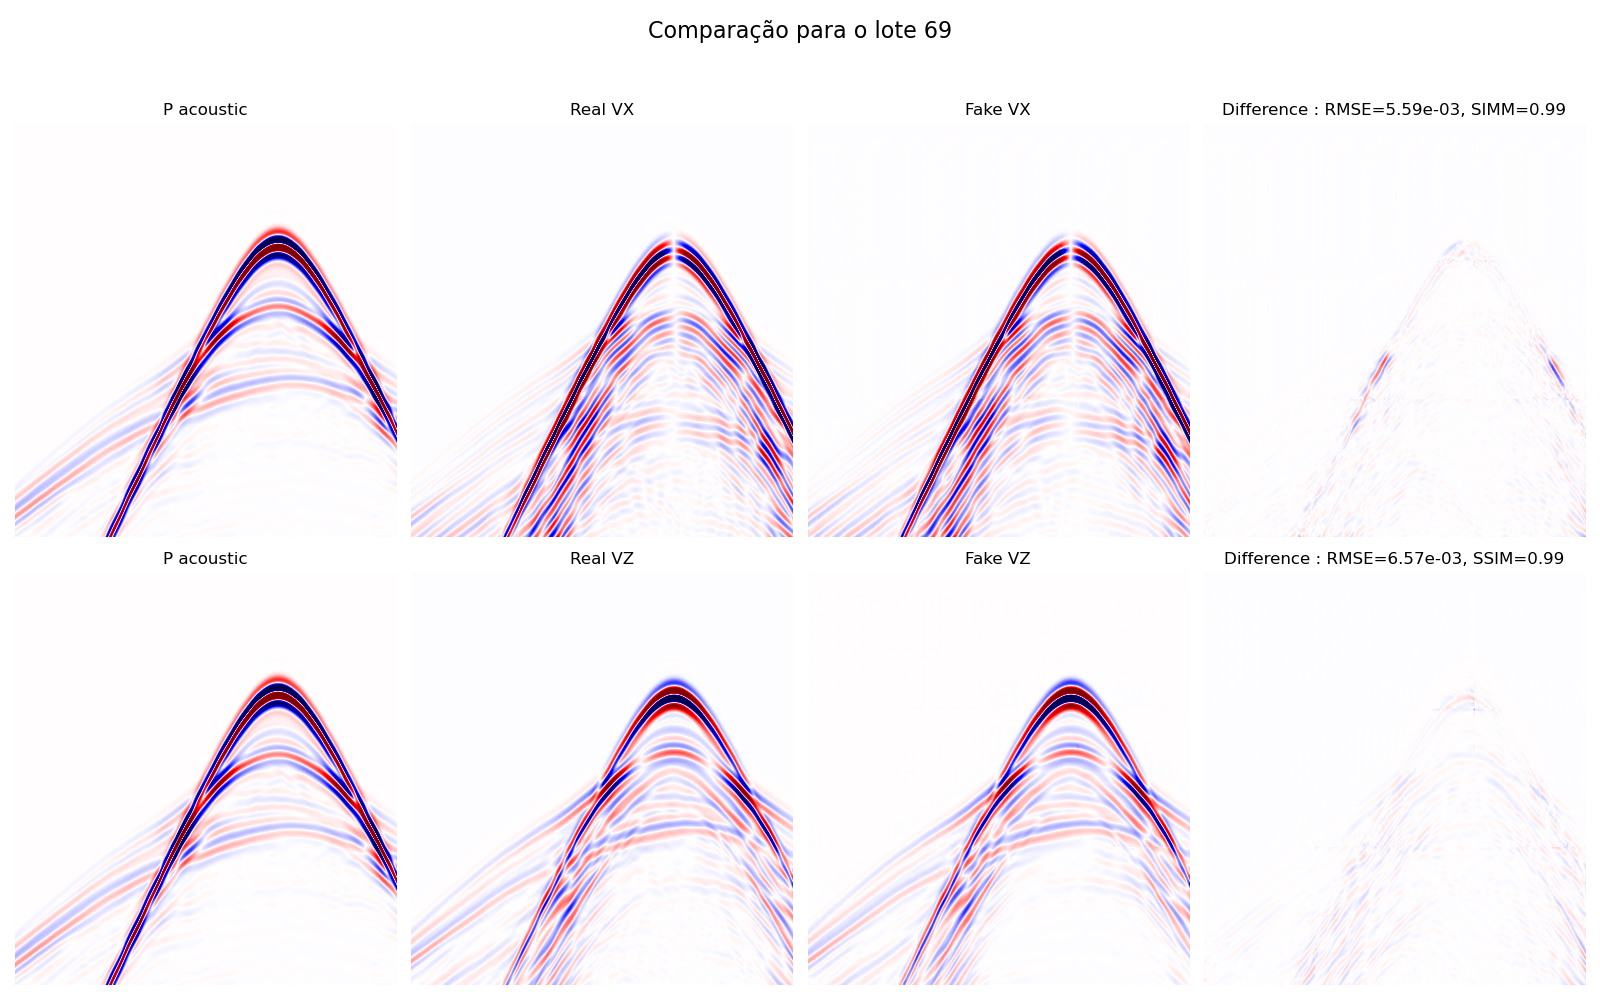 Comparação para o lote 69
P acoustic
Real VX
Fake VX
Difference : RMSE=5.59e-03, SIMM=0.99
P acoustic
Real VZ
Fake VZ
Difference : RMSE=6.57e-03, SSIM=0.99